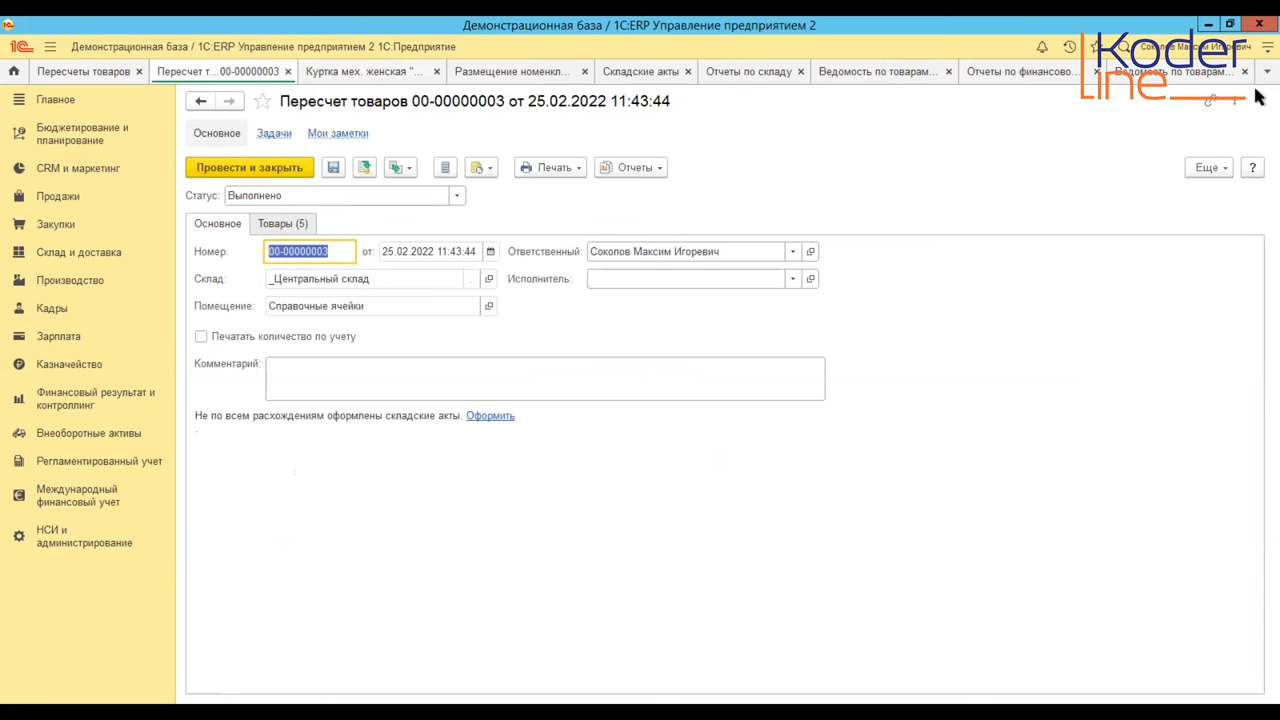 Демонстрационная база / 1С:ERP Управление предприятием 2
Демонстрационная база / 1С:ERP Управление предприятием 2 1С:Предприятие
Соколов Максим Игоревич
Koder
line
Пересчеты товаров
Пересчет т...00-00000003
Куртка мех. женская "...
Размещение номенкл...
Складские акты
Отчеты по складу
Ведомость по товарам...
Отчеты по финансово...
Ведомость по товарам...
Главное
Бюджетирование и
планирование
CRM и маркетинг
Продажи
Закупки
Склад и доставка
Производство
Кадры
Зарплата
Казначейство
Финансовый результат и
контроллинг
Внеоборотные активы
Регламентированный учет
Международный
финансовый учет
НСИ и
администрирование
Пересчет товаров 00-00000003 от 25.02.2022 11:43:44
Основное Задачи Мои заметки
Провести и закрыть Печать Отчеты Еще ?
Статус: Выполнено
Основное Товары (5)
Номер: 00-00000003 от: 25.02.2022 11:43:44 Ответственный: Соколов Максим Игоревич
Склад: _Центральный склад Исполнитель:
Помещение: Справочные ячейки
Печатать количество по учету
Комментарий:
Не по всем расхождениям оформлены складские акты. Оформить